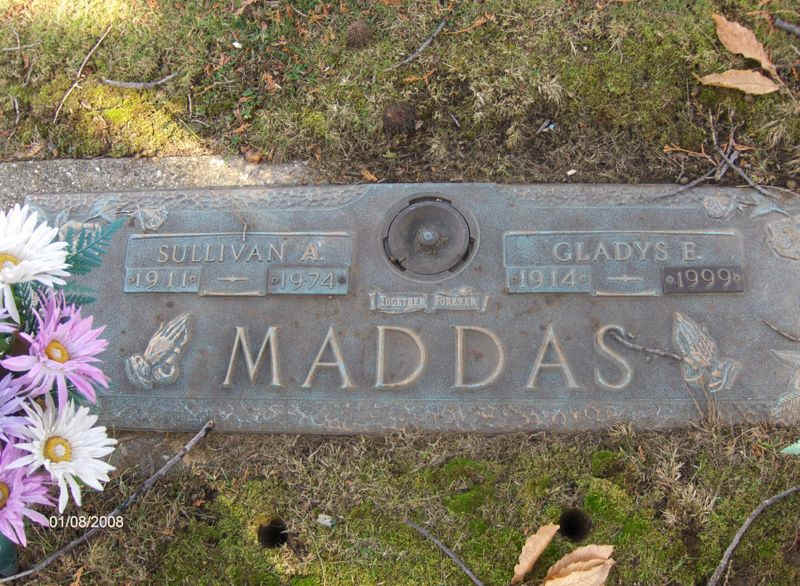 SULLIVAN A.
1911 1974
GLADYS E.
1914 1999
TOGETHER FOREVER
MADDAS
01/08/2008